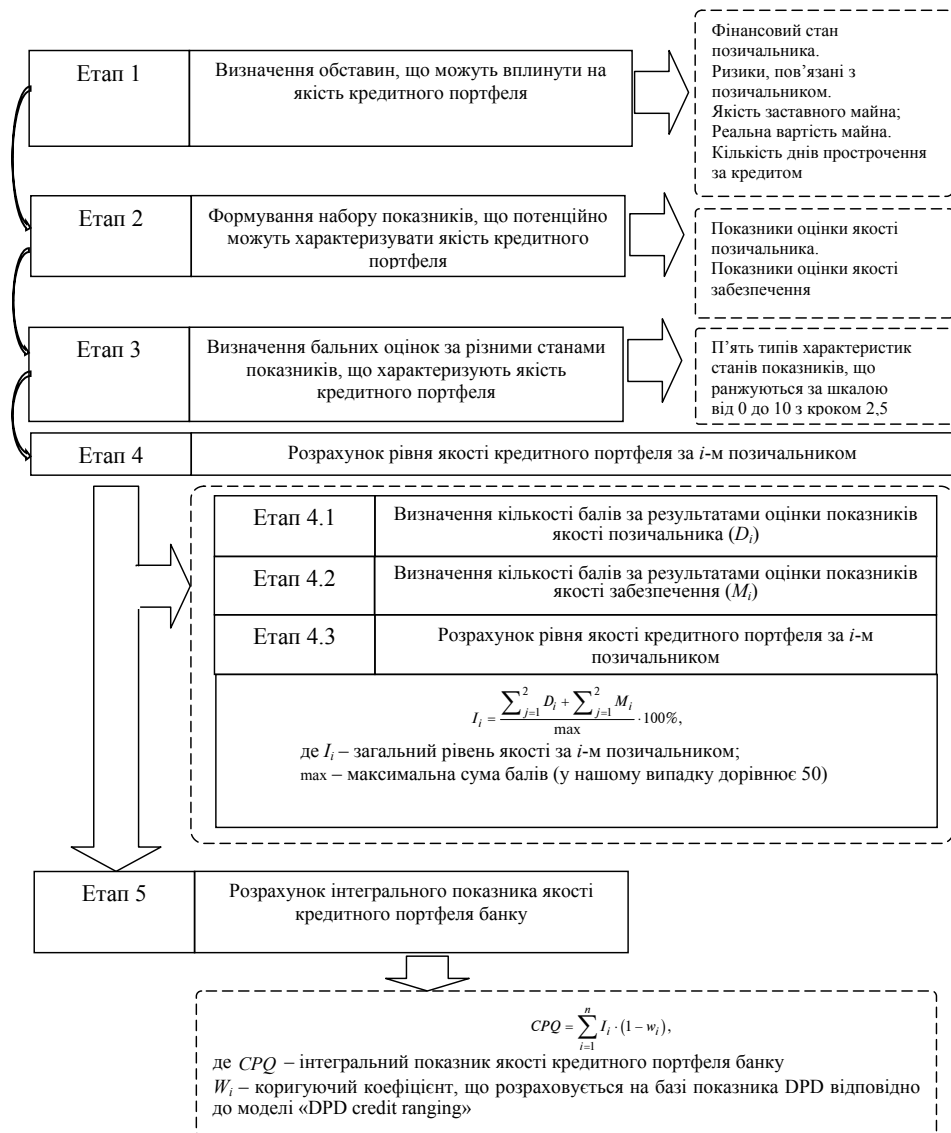 Етап 1
Визначення обставин, що можуть вплинути на
якість кредитного портфеля
Фінансовий стан
позичальника.
Ризики, пов’язані з
позичальником.
Якість заставного майна;
Реальна вартість майна.
Кількість днів прострочення
за кредитом
Етап 2
Формування набору показників, що потенційно
можуть характеризувати якість кредитного
портфеля
Показники оцінки якості
позичальника.
Показники оцінки якості
забезпечення
Етап 3
Визначення бальних оцінок за різними станами
показників, що характеризують якість
кредитного портфеля
П’ять типів характеристик
станів показників, що
ранжуються за шкалою
від 0 до 10 з кроком 2,5
Етап 4
Розрахунок рівня якості кредитного портфеля за i-м позичальником
Етап 4.1
Визначення кількості балів за результатами оцінки показників
якості позичальника (D_i)
Етап 4.2
Визначення кількості балів за результатами оцінки показників
якості забезпечення (M_i)
Етап 4.3
Розрахунок рівня якості кредитного портфеля за i-м
позичальником
I_i = (∑_{j=1}^{2} D_i + ∑_{j=1}^{2} M_i) / max · 100%,
де I_i – загальний рівень якості за i-м позичальником;
max – максимальна сума балів (у нашому випадку дорівнює 50)
Етап 5
Розрахунок інтегрального показника якості
кредитного портфеля банку
CPQ = ∑_{i=1}^{n} I_i · (1 − w_i),
де CPQ – інтегральний показник якості кредитного портфеля банку
W_i – коригуючий коефіцієнт, що розраховується на базі показника DPD відповідно
до моделі «DPD credit ranging»